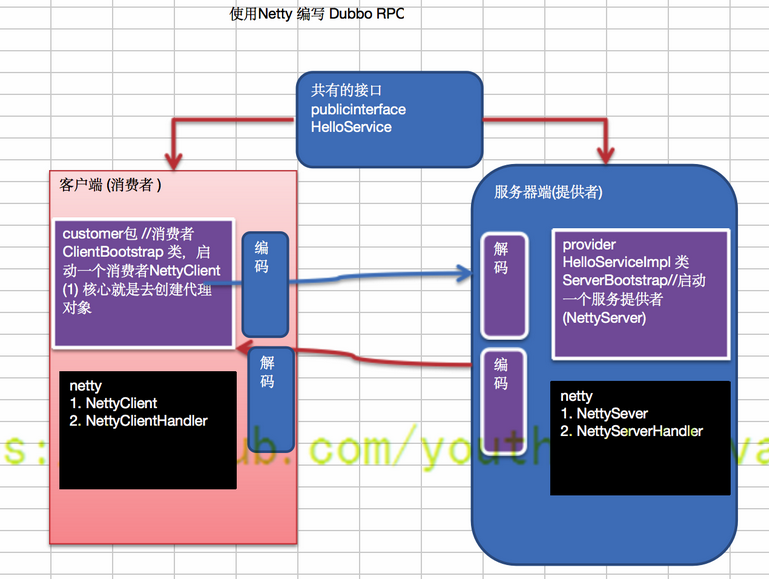 使用Netty 编写 Dubbo RPC
共有的接口
publicinterface
HelloService
客户端 (消费者 )
customer包 //消费者
ClientBootstrap 类，启
动一个消费者NettyClient
(1) 核心就是去创建代理
对象
编
码
解
码
netty
1. NettyClient
2. NettyClientHandler
服务器端(提供者)
解
码
provider
HelloServiceImpl 类
ServerBootstrap//启动
一个服务提供者
(NettyServer)
编
码
netty
1. NettySever
2. NettyServerHandler
s: ub.com/youth va